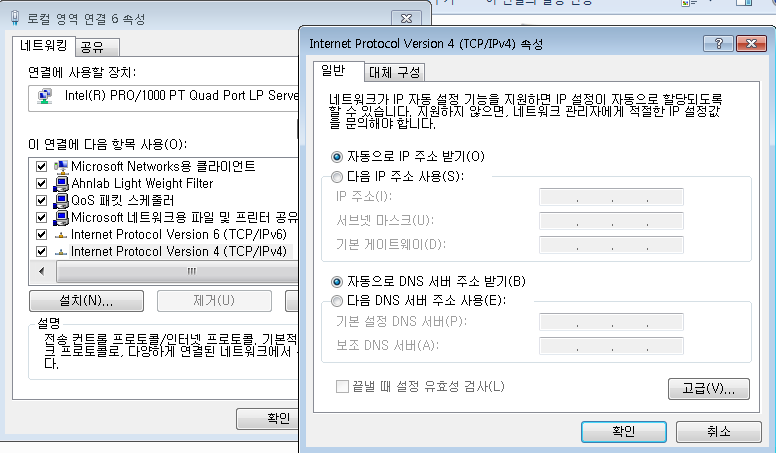 로컬 영역 연결 6 속성
네트워킹
공유
연결에 사용할 장치:
Intel(R) PRO/1000 PT Quad Port LP Serve
이 연결에 다음 항목 사용(O):
Microsoft Networks용 클라이언트
Ahnlab Light Weight Filter
QoS 패킷 스케줄러
Microsoft 네트워크용 파일 및 프린터 공유
Internet Protocol Version 6 (TCP/IPv6)
Internet Protocol Version 4 (TCP/IPv4)
설치(N)...
제거(U)
설명
전송 컨트롤 프로토콜/인터넷 프로토콜. 기본적
크 프로토콜로, 다양하게 연결된 네트워크에서
다.
확인
Internet Protocol Version 4 (TCP/IPv4) 속성
일반
대체 구성
네트워크가 IP 자동 설정 기능을 지원하면 IP 설정이 자동으로 할당되도록
할 수 있습니다. 지원하지 않으면, 네트워크 관리자에게 적절한 IP 설정값
을 문의해야 합니다.
자동으로 IP 주소 받기(O)
다음 IP 주소 사용(S):
IP 주소(I):
서브넷 마스크(U):
기본 게이트웨이(D):
자동으로 DNS 서버 주소 받기(B)
다음 DNS 서버 주소 사용(E):
기본 설정 DNS 서버(P):
보조 DNS 서버(A):
끝낼 때 설정 유효성 검사(L)
고급(V)...
확인
취소